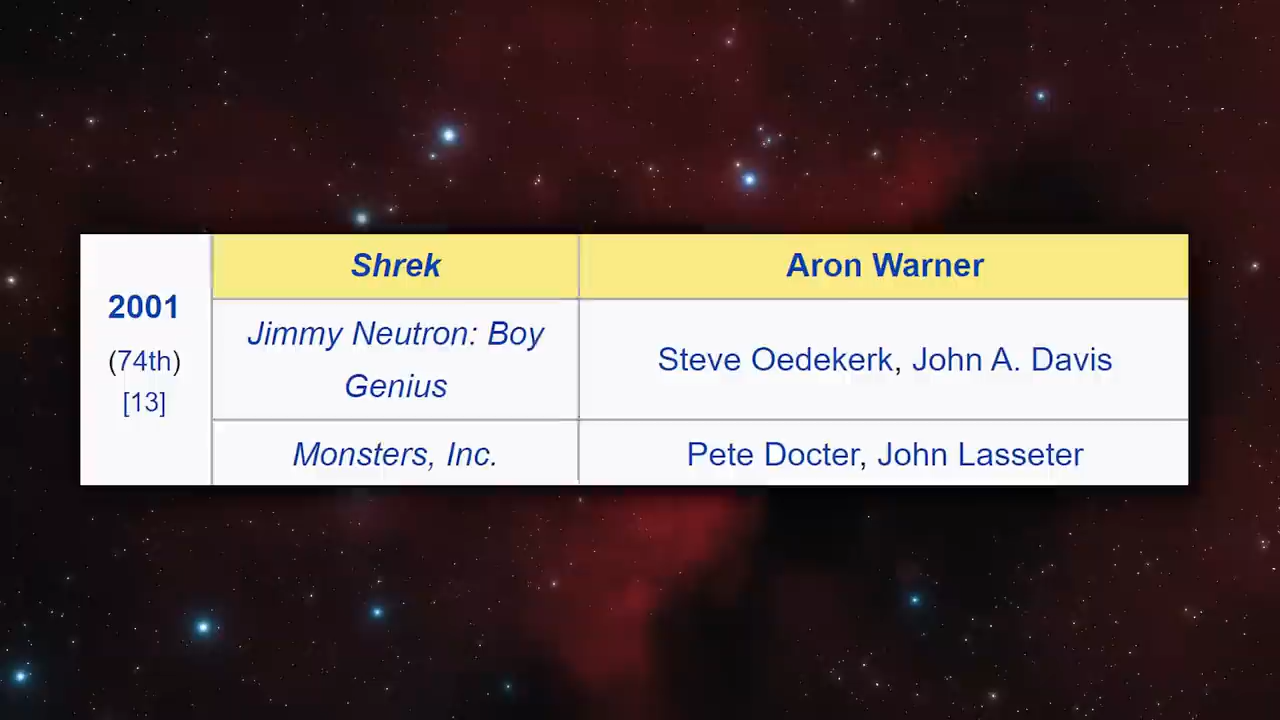 2001
(74th)
[13]
Shrek
Aron Warner
Jimmy Neutron: Boy
Genius
Steve Oedekerk, John A. Davis
Monsters, Inc.
Pete Docter, John Lasseter